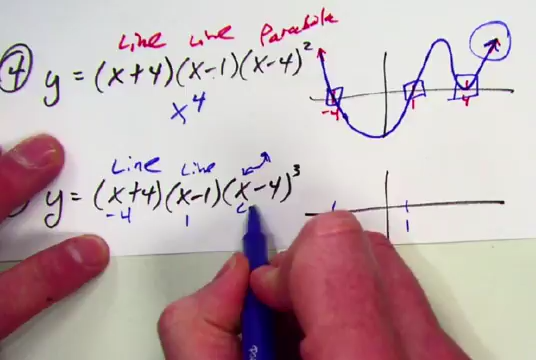 Line Line Parabola
4 y = (x+4)(x-1)(x-4)²
x⁴
-4 1 4
Line Line
y = (x+4)(x-1)(x-4)³
-4 1
1